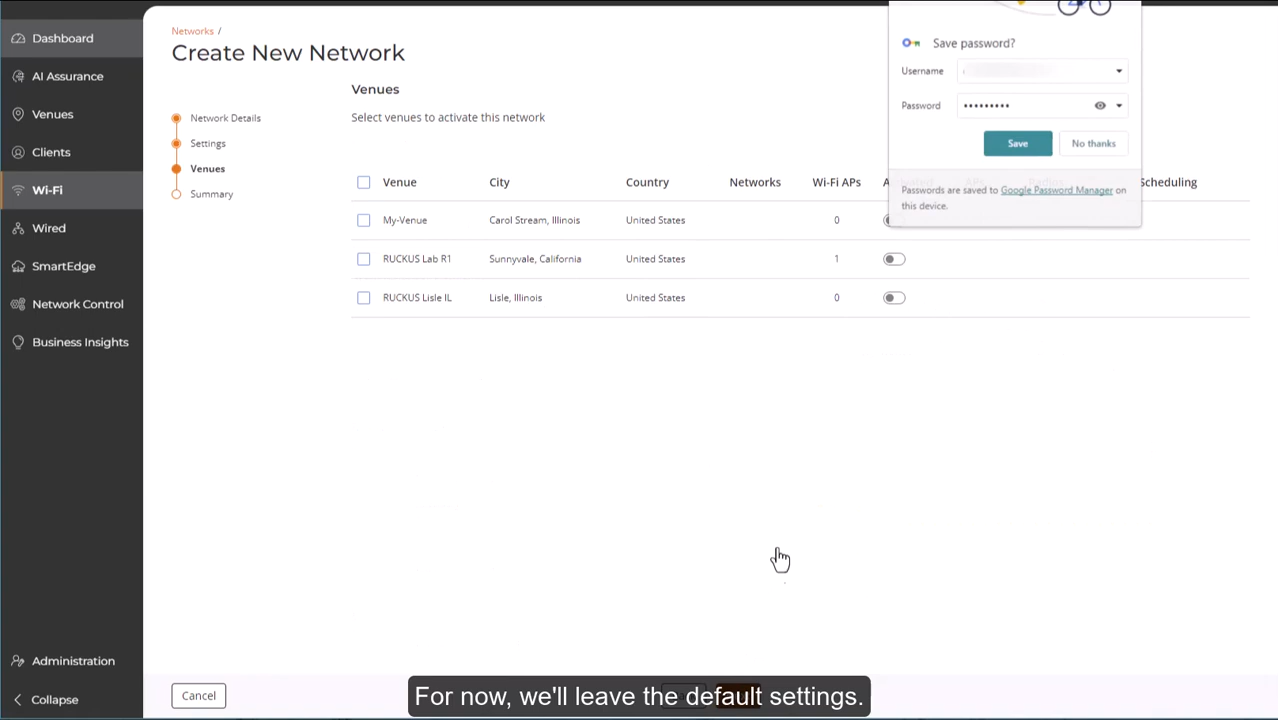 Dashboard
AI Assurance
Venues
Clients
Wi-Fi
Wired
SmartEdge
Network Control
Business Insights
Administration
Collapse
Networks /
Create New Network
Network Details
Settings
Venues
Summary
Venues
Select venues to activate this network
Venue City Country Networks Wi-Fi APs Scheduling
My-Venue Carol Stream, Illinois United States 0
RUCKUS Lab R1 Sunnyvale, California United States 1
RUCKUS Lisle IL Lisle, Illinois United States 0
Save password?
Username
Password •••••••••
Save No thanks
Passwords are saved to Google Password Manager on
this device.
Cancel
For now, we'll leave the default settings.